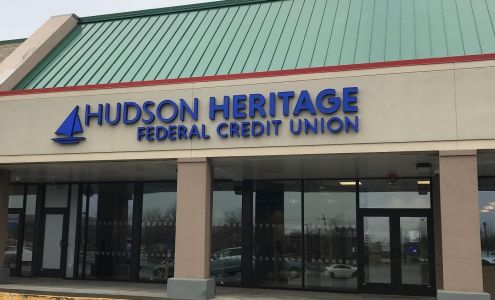 HUDSON HERITAGE
FEDERAL CREDIT UNION